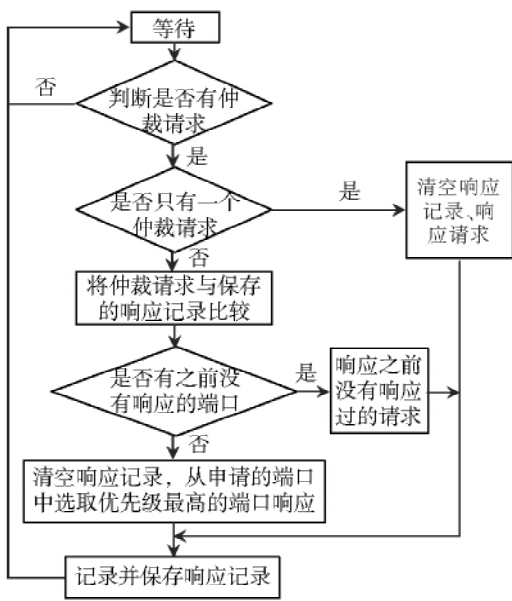 等待
否
判断是否有仲
裁请求
是
是否只有一个
仲裁请求
是
清空响应
记录、响
应请求
否
将仲裁请求与保存
的响应记录比较
是否有之前没
有响应的端口
是
响应之前
没有响应
过的请求
否
清空响应记录，从申请的端口
中选取优先级最高的端口响应
记录并保存响应记录